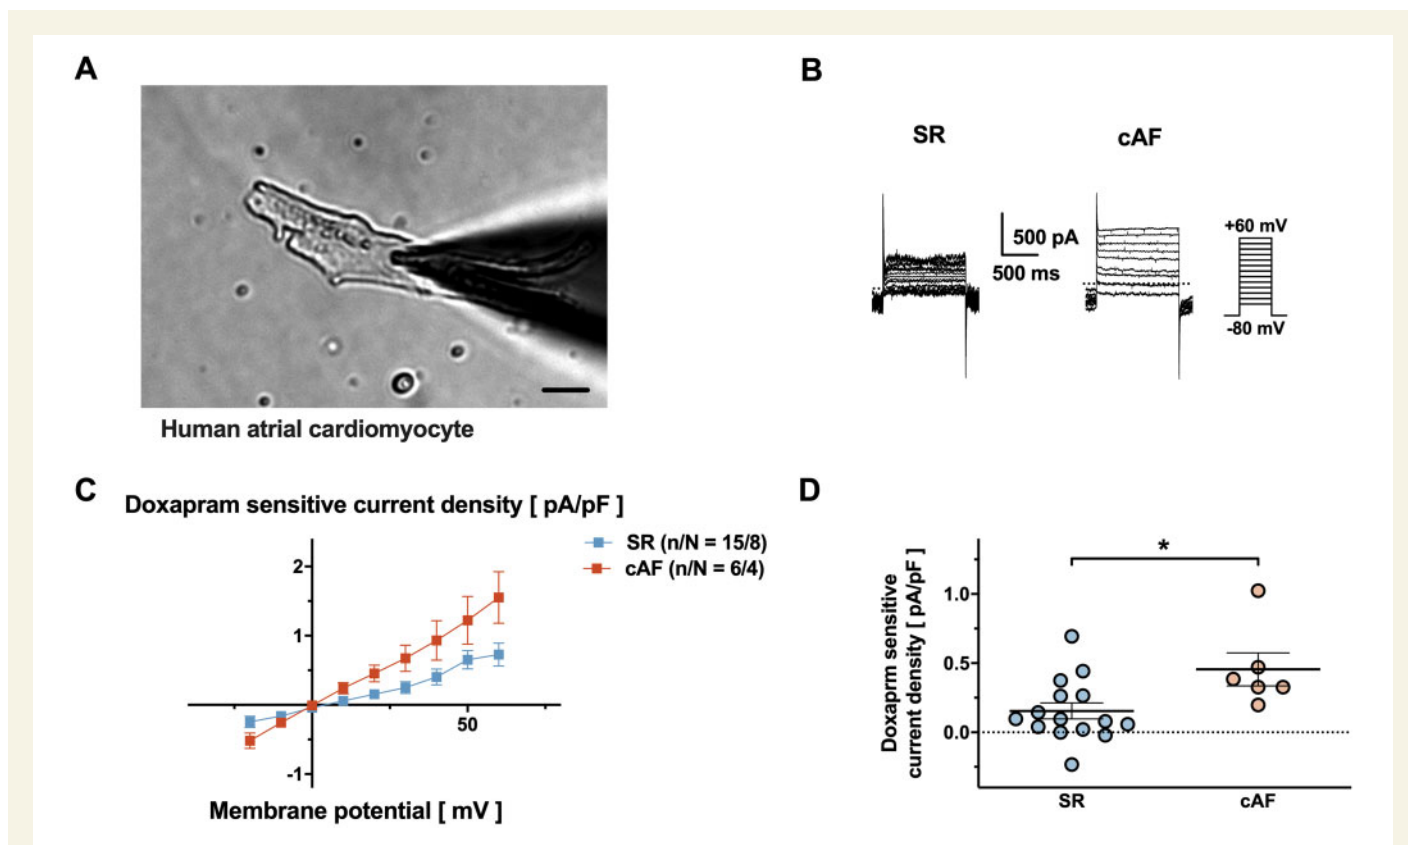 A
Human atrial cardiomyocyte
B
SR
cAF
500 pA
500 ms
+60 mV
-80 mV
C
Doxapram sensitive current density [ pA/pF ]
SR (n/N = 15/8)
cAF (n/N = 6/4)
2
1
50
-1
Membrane potential [ mV ]
D
Doxaprm sensitive
current density [ pA/pF ]
*
1.0
0.5
0.0
SR
cAF